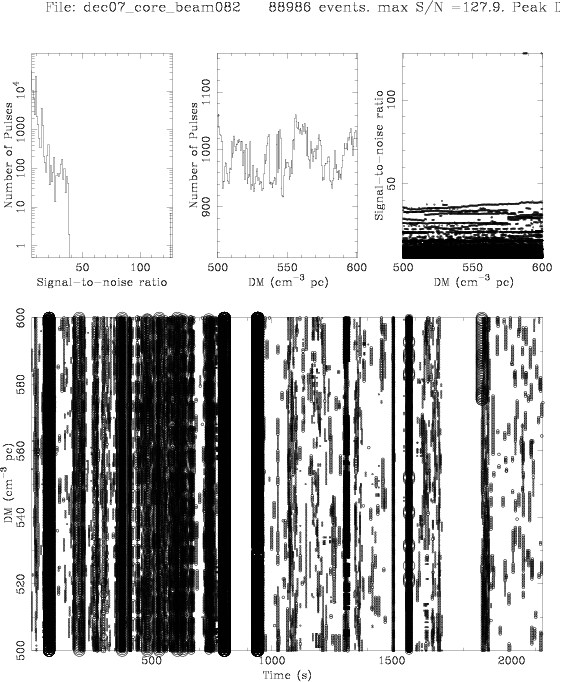 File: dec07_core_beam082 88986 events. max S/N =127.9. Peak D
Number of Pulses
1 10 100 1000 10^4
50 100
Signal-to-noise ratio
Number of Pulses
900 1000 1100
500 550 600
DM (cm^-3 pc)
Signal-to-noise ratio
50 100
500 550 600
DM (cm^-3 pc)
DM (cm^-3 pc)
500 520 540 560 580 600
500 1000 1500 2000
Time (s)